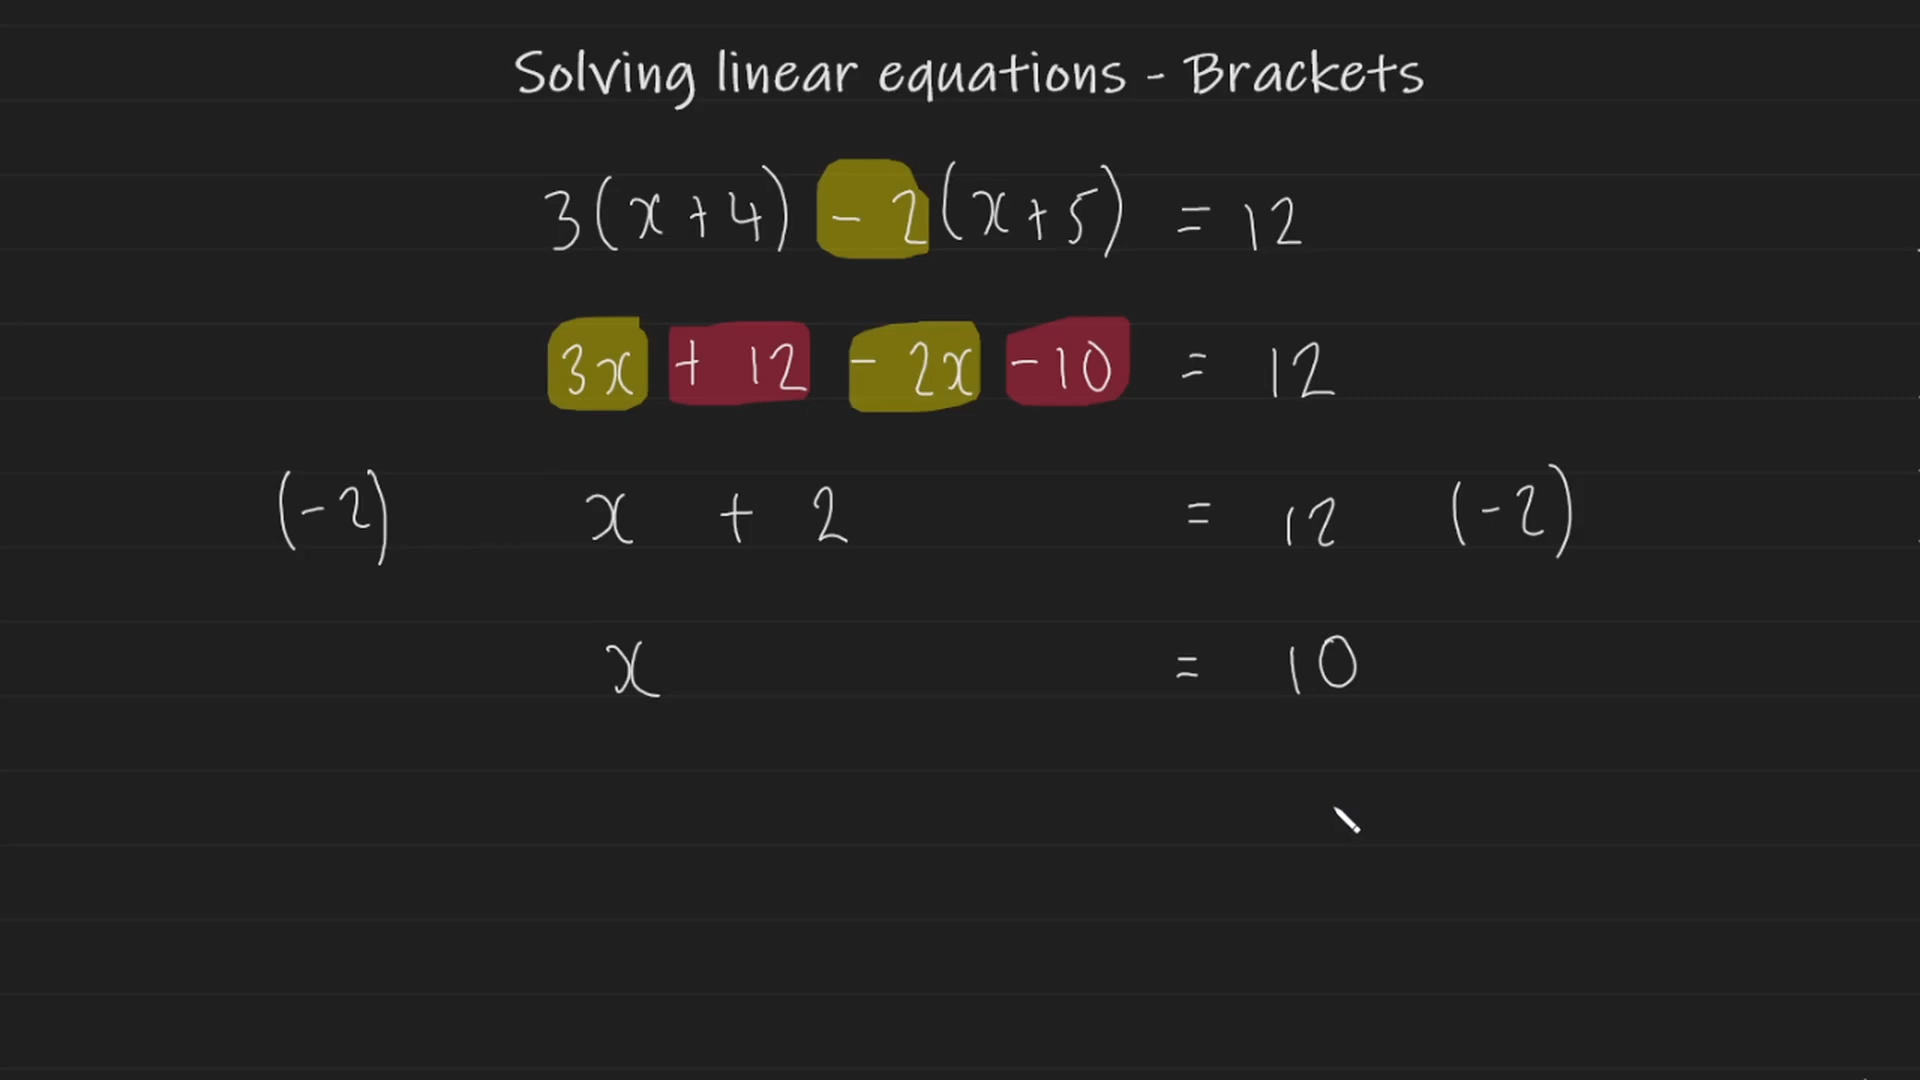 Solving linear equations - Brackets
3(x+4) - 2(x+5) = 12
3x + 12 - 2x - 10 = 12
(-2) x + 2 = 12 (-2)
x = 10